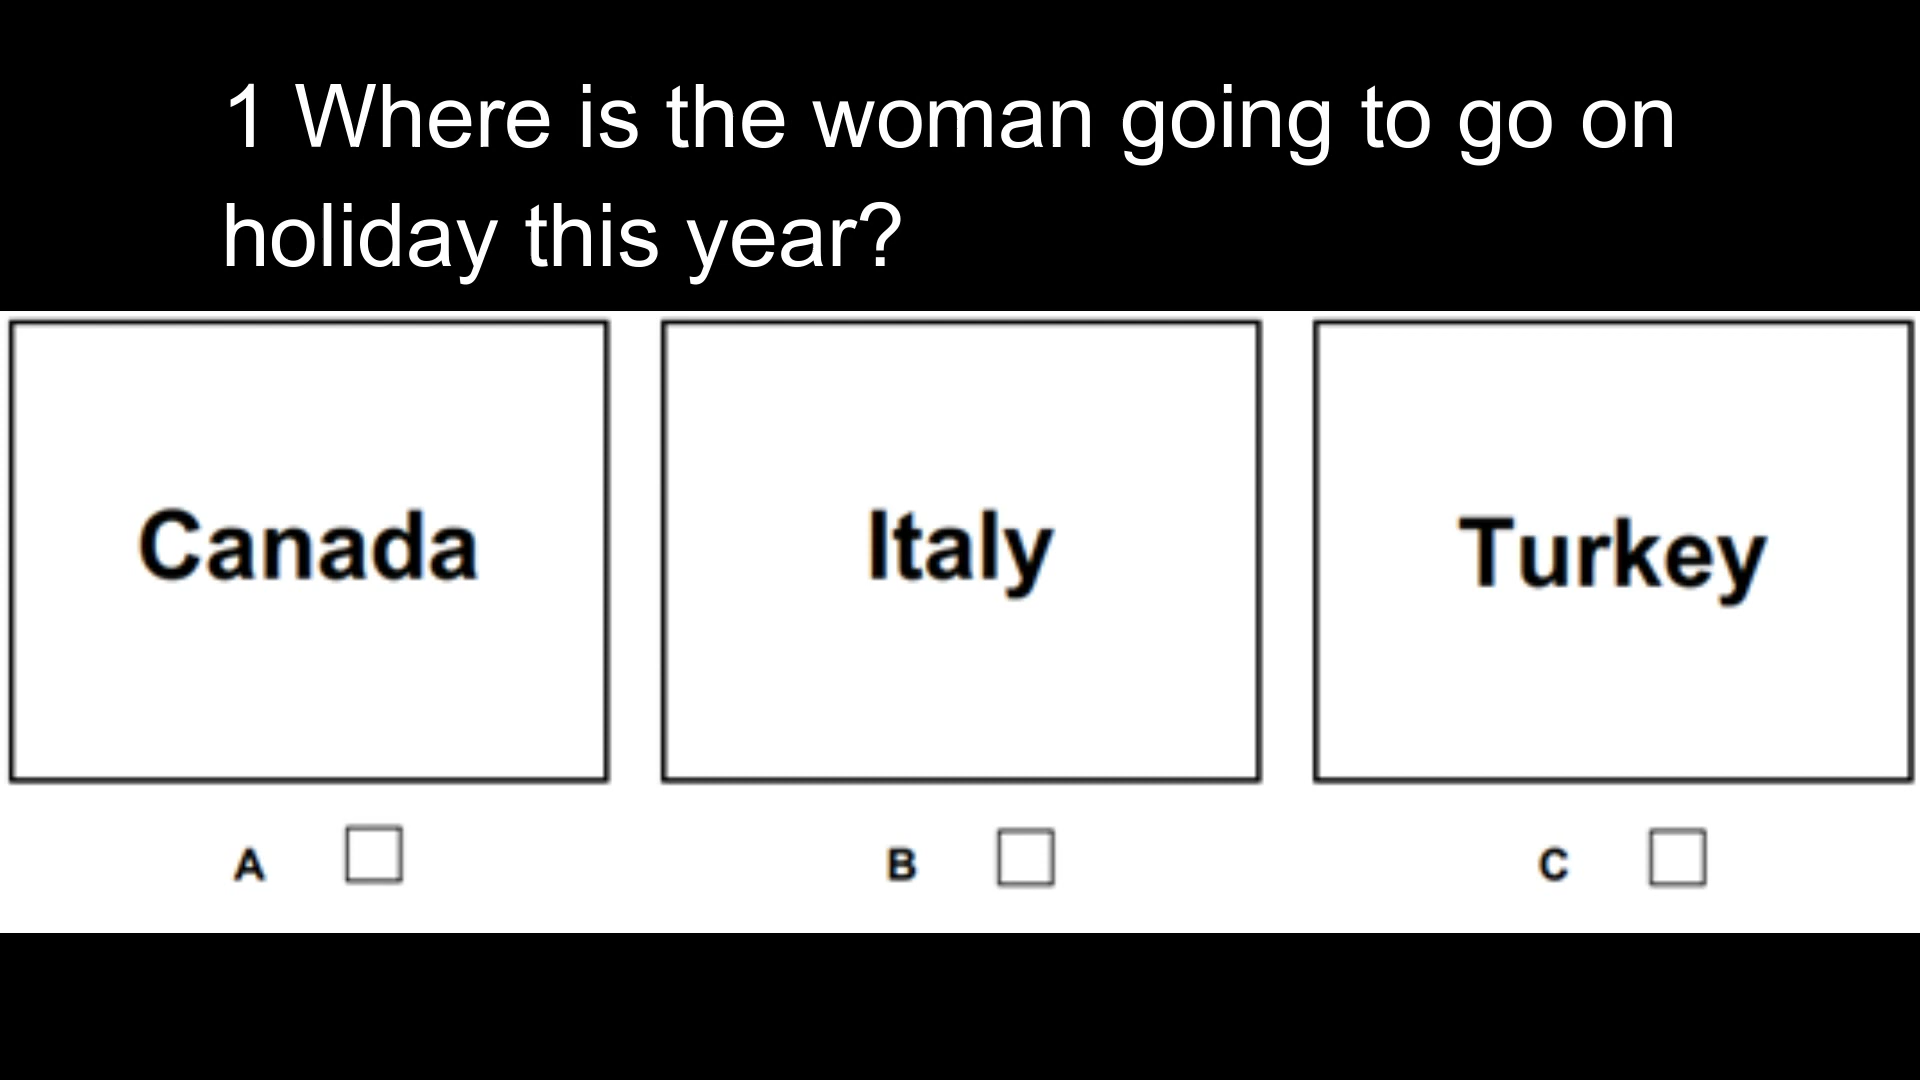 1 Where is the woman going to go on
holiday this year?
Canada
Italy
Turkey
A
B
C